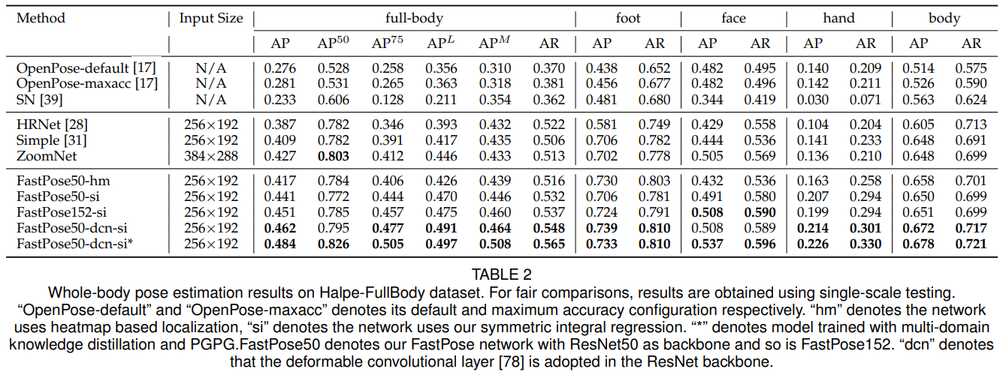 Method Input Size full-body foot face hand body
AP AP50 AP75 APL APM AR AP AR AP AR AP AR AP AR
OpenPose-default [17] N/A 0.276 0.528 0.258 0.356 0.310 0.370 0.438 0.652 0.482 0.495 0.140 0.209 0.514 0.575
OpenPose-maxacc [17] N/A 0.281 0.531 0.265 0.363 0.318 0.381 0.456 0.677 0.482 0.496 0.142 0.211 0.526 0.590
SN [39] N/A 0.233 0.606 0.128 0.211 0.354 0.362 0.481 0.680 0.344 0.419 0.030 0.071 0.563 0.624
HRNet [28] 256×192 0.387 0.782 0.346 0.393 0.432 0.522 0.581 0.749 0.429 0.558 0.104 0.204 0.605 0.713
Simple [31] 256×192 0.409 0.782 0.391 0.417 0.435 0.506 0.706 0.782 0.444 0.536 0.141 0.233 0.648 0.691
ZoomNet 384×288 0.427 0.803 0.412 0.446 0.433 0.513 0.702 0.778 0.505 0.569 0.136 0.210 0.648 0.699
FastPose50-hm 256×192 0.417 0.784 0.406 0.426 0.439 0.516 0.730 0.803 0.432 0.536 0.163 0.258 0.658 0.701
FastPose50-si 256×192 0.441 0.772 0.444 0.470 0.446 0.532 0.706 0.781 0.491 0.580 0.207 0.294 0.650 0.699
FastPose152-si 256×192 0.451 0.785 0.457 0.475 0.460 0.537 0.724 0.791 0.508 0.590 0.199 0.294 0.651 0.699
FastPose50-dcn-si 256×192 0.462 0.795 0.477 0.491 0.464 0.548 0.739 0.810 0.508 0.589 0.214 0.301 0.672 0.717
FastPose50-dcn-si* 256×192 0.484 0.826 0.505 0.497 0.508 0.565 0.733 0.810 0.537 0.596 0.226 0.330 0.678 0.721
TABLE 2
Whole-body pose estimation results on Halpe-FullBody dataset. For fair comparisons, results are obtained using single-scale testing.
“OpenPose-default” and “OpenPose-maxacc” denotes its default and maximum accuracy configuration respectively. “hm” denotes the network
uses heatmap based localization, “si” denotes the network uses our symmetric integral regression. “*” denotes model trained with multi-domain
knowledge distillation and PGPG.FastPose50 denotes our FastPose network with ResNet50 as backbone and so is FastPose152. “dcn” denotes
that the deformable convolutional layer [78] is adopted in the ResNet backbone.